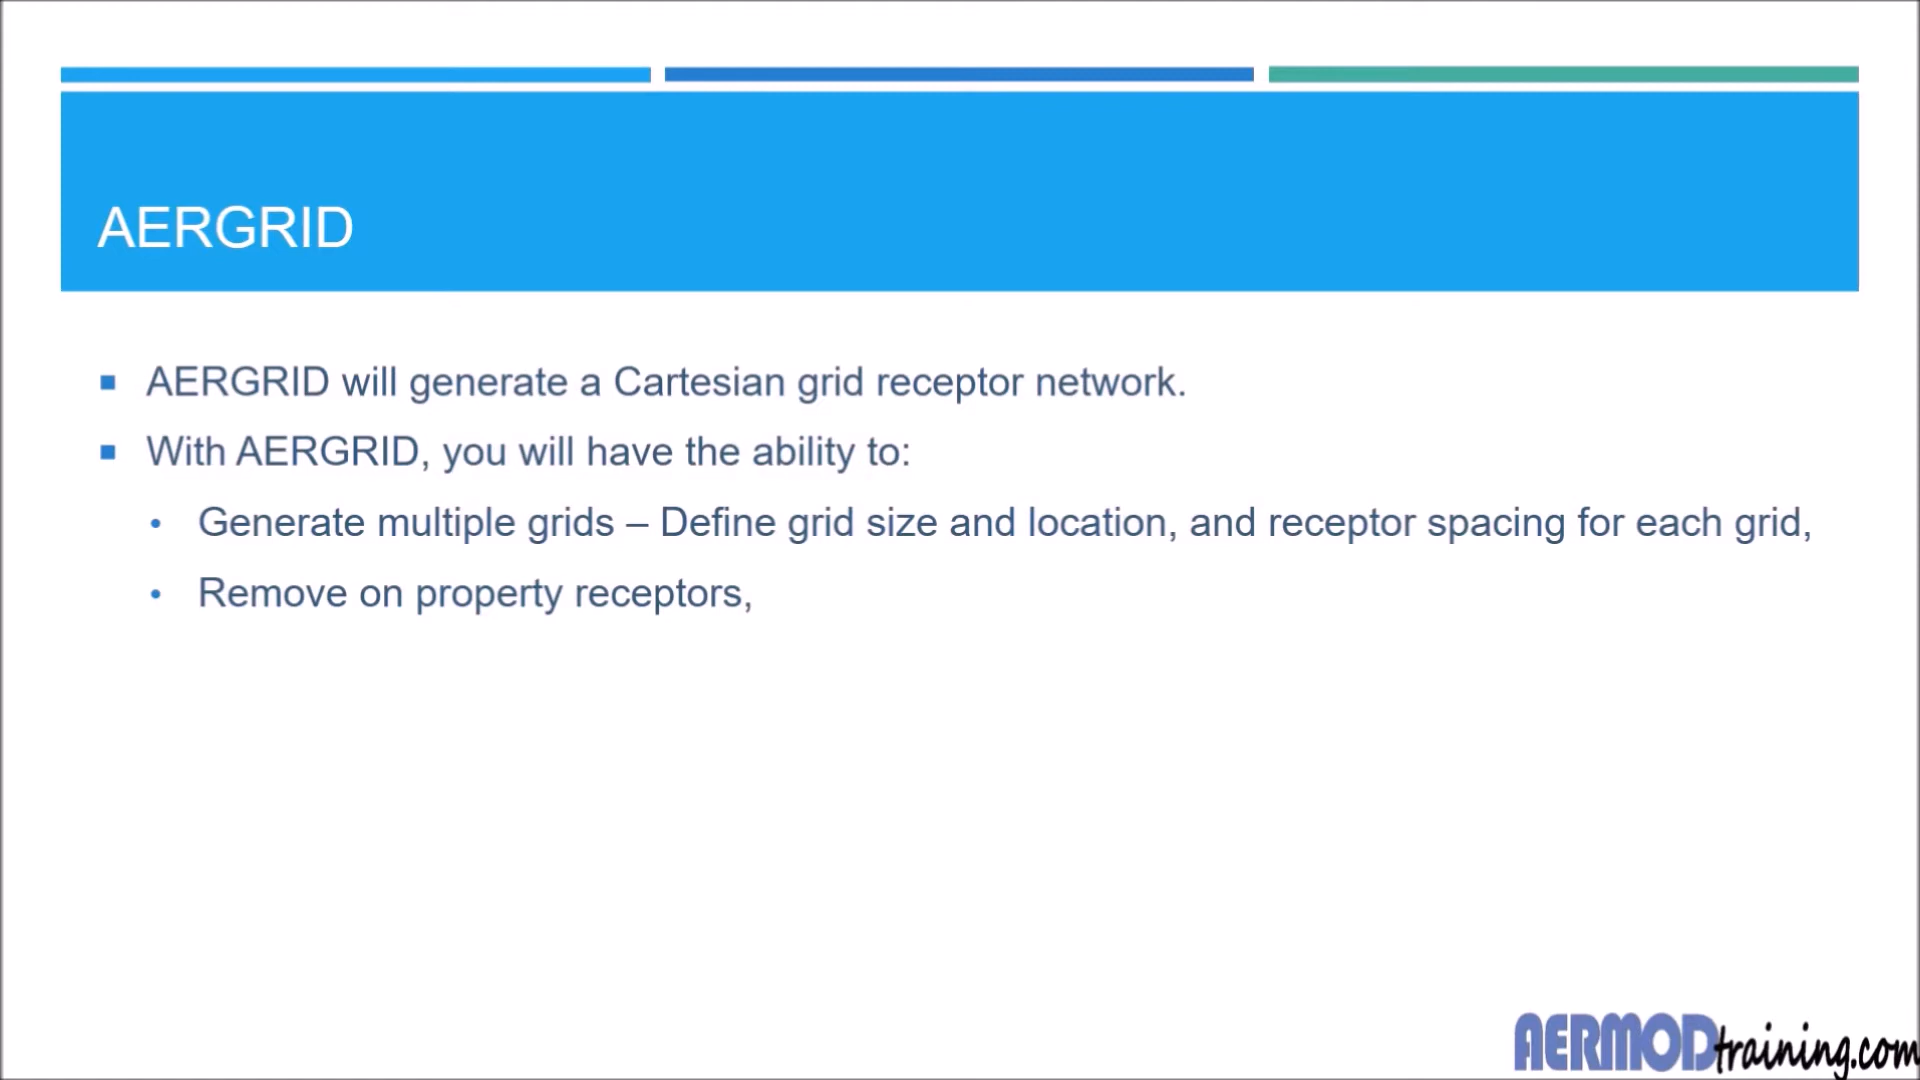 AERGRID
AERGRID will generate a Cartesian grid receptor network.
With AERGRID, you will have the ability to:
Generate multiple grids – Define grid size and location, and receptor spacing for each grid,
Remove on property receptors,
AERMODtraining.com